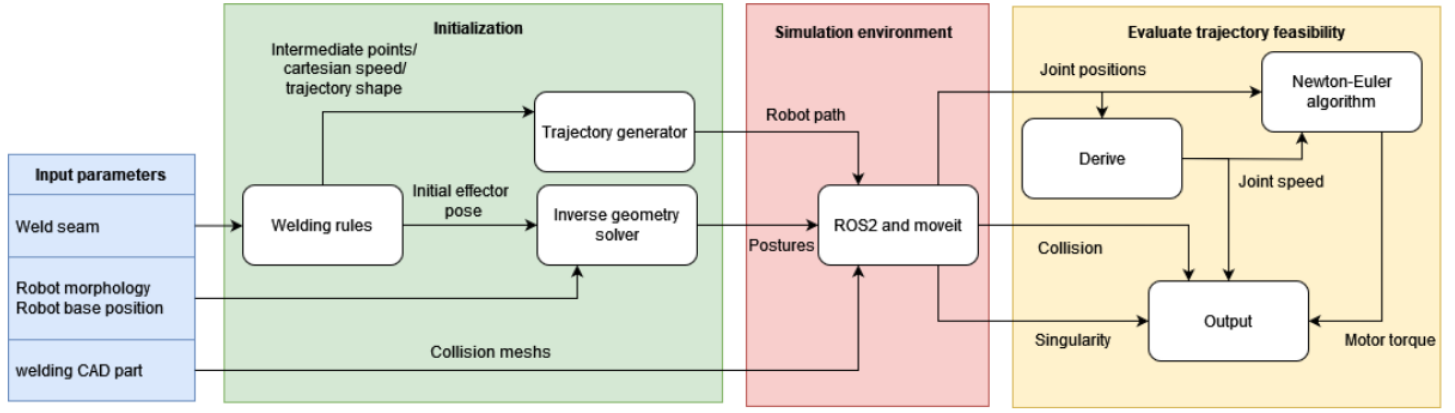 Input parameters
Weld seam
Robot morphology
Robot base position
welding CAD part
Initialization
Intermediate points/
cartesian speed/
trajectory shape
Trajectory generator
Welding rules
Initial effector
pose
Inverse geometry
solver
Collision meshs
Simulation environment
Robot path
Postures
ROS2 and moveit
Evaluate trajectory feasibility
Joint positions
Newton-Euler
algorithm
Derive
Joint speed
Collision
Output
Singularity
Motor torque